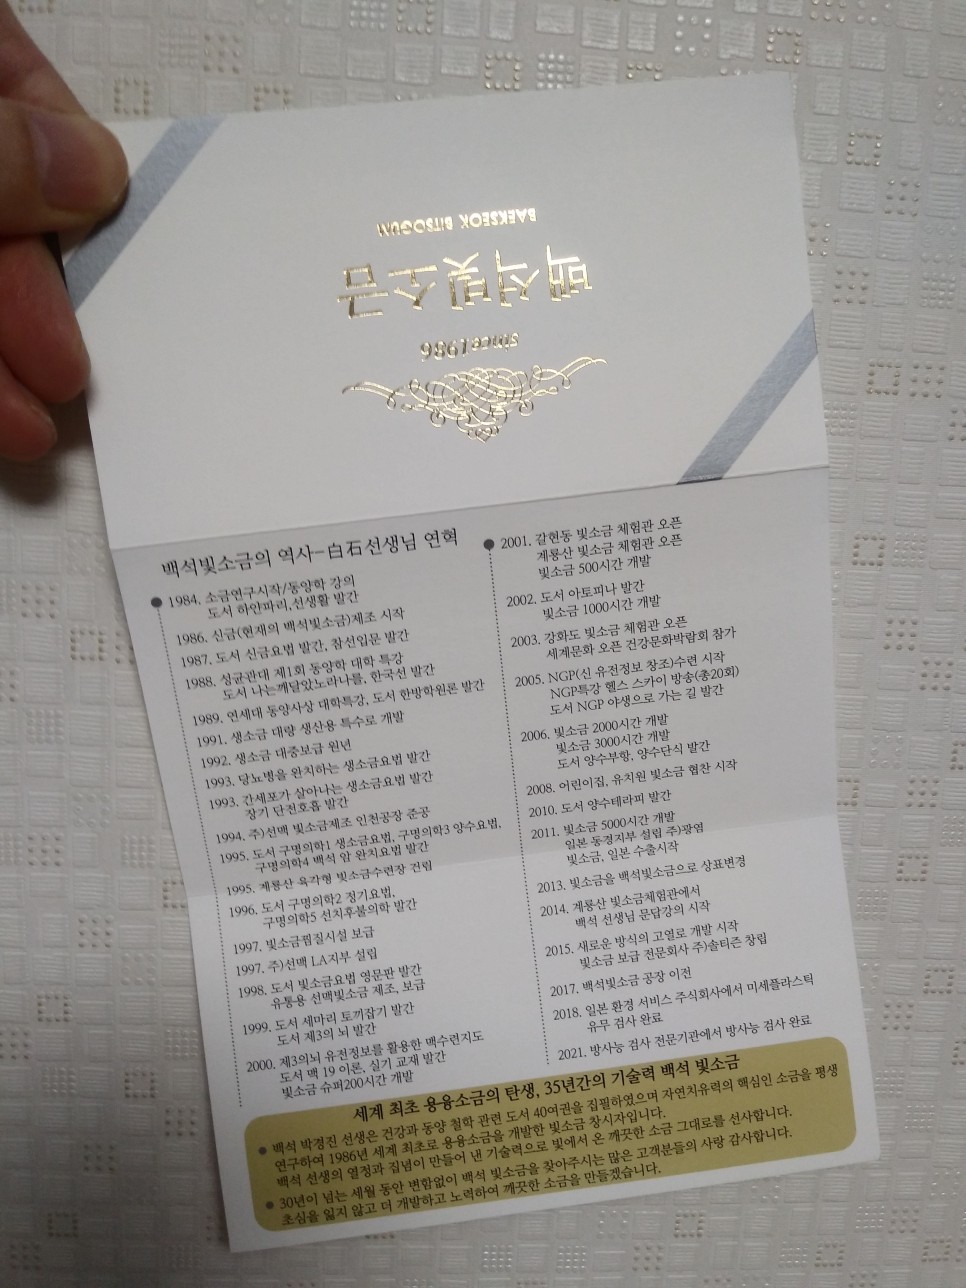 since1986
백석빛소금
BAEKSEOK BITSOGUM
백석빛소금의 역사-白石선생님 연혁
1984. 소금연구시작/동양학 강의
도서 하얀파리,선생활 발간
1986. 신금(현재의 백석빛소금)제조 시작
1987. 도서 신금요법 발간, 참선입문 발간
1988. 성균관대 제1회 동양학 대학 특강
도서 나는깨달았노라나를, 한국선 발간
1989. 연세대 동양사상 대학특강, 도서 한방학원론 발간
1991. 생소금 대량 생산용 특수로 개발
1992. 생소금 대중보급 원년
1993. 당뇨병을 완치하는 생소금요법 발간
1993. 간세포가 살아나는 생소금요법 발간
장기 단전호흡 발간
1994. 주)선맥 빛소금제조 인천공장 준공
1995. 도서 구명의학1 생소금요법, 구명의학3 양수요법,
구명의학4 백석 암 완치요법 발간
1995. 계룡산 육각형 빛소금수련장 건립
1996. 도서 구명의학2 정기요법,
구명의학5 선치후불의학 발간
1997. 빛소금찜질시설 보급
1997. 주)선맥 LA지부 설립
1998. 도서 빛소금요법 영문판 발간
유통용 선맥빛소금 제조, 보급
1999. 도서 세마리 토끼잡기 발간
도서 제3의 뇌 발간
2000. 제3의뇌 유전정보를 활용한 맥수련지도
도서 맥 19 이론, 실기 교재 발간
빛소금 슈퍼200시간 개발
2001. 갈현동 빛소금 체험관 오픈
계룡산 빛소금 체험관 오픈
빛소금 500시간 개발
2002. 도서 아토피나 발간
빛소금 1000시간 개발
2003. 강화도 빛소금 체험관 오픈
세계문화 오픈 건강문화박람회 참가
2005. NGP(신 유전정보 창조)수련 시작
NGP특강 헬스 스카이 방송(총20회)
도서 NGP 야생으로 가는 길 발간
2006. 빛소금 2000시간 개발
빛소금 3000시간 개발
도서 양수부항, 양수단식 발간
2008. 어린이집, 유치원 빛소금 협찬 시작
2010. 도서 양수테라피 발간
2011. 빛소금 5000시간 개발
일본 동경지부 설립 주)광염
빛소금, 일본 수출시작
2013. 빛소금을 백석빛소금으로 상표변경
2014. 계룡산 빛소금체험관에서
백석 선생님 문답강의 시작
2015. 새로운 방식의 고열로 개발 시작
빛소금 보급 전문회사 주)솔티즌 창립
2017. 백석빛소금 공장 이전
2018. 일본 환경 서비스 주식회사에서 미세플라스틱
유무 검사 완료
2021. 방사능 검사 전문기관에서 방사능 검사 완료
세계 최초 용융소금의 탄생, 35년간의 기술력 백석 빛소금
백석 박경진 선생은 건강과 동양 철학 관련 도서 40여권을 집필하였으며 자연치유력의 핵심인 소금을 평생
연구하여 1986년 세계 최초로 용융소금을 개발한 빛소금 창시자입니다.
백석 선생의 열정과 집념이 만들어 낸 기술력으로 빛에서 온 깨끗한 소금 그대로를 선사합니다.
30년이 넘는 세월 동안 변함없이 백석 빛소금을 찾아주시는 많은 고객분들의 사랑 감사합니다.
초심을 잃지 않고 더 개발하고 노력하여 깨끗한 소금을 만들겠습니다.